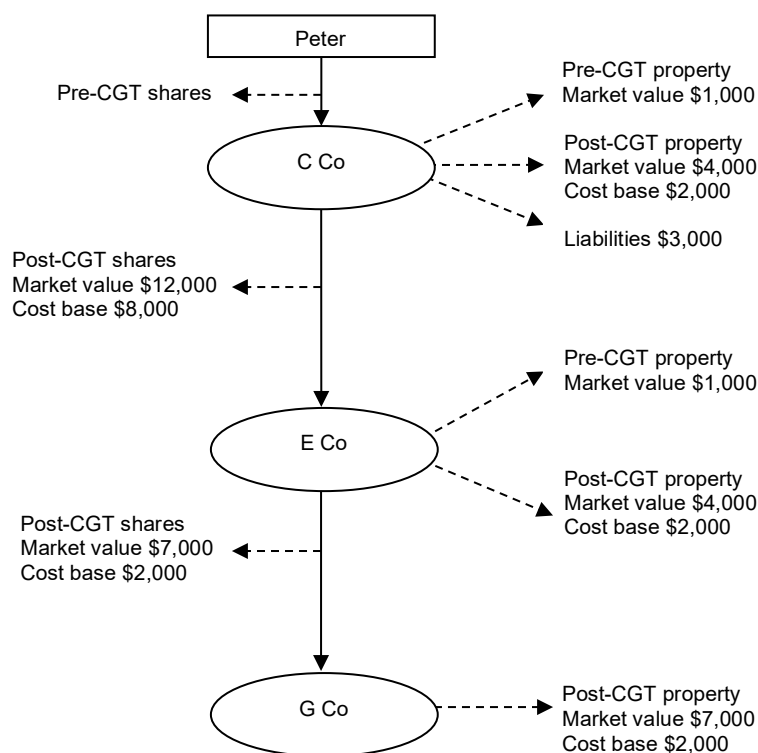 Peter
Pre-CGT shares
Pre-CGT property
Market value $1,000
C Co
Post-CGT property
Market value $4,000
Cost base $2,000
Liabilities $3,000
Post-CGT shares
Market value $12,000
Cost base $8,000
Pre-CGT property
Market value $1,000
E Co
Post-CGT property
Market value $4,000
Cost base $2,000
Post-CGT shares
Market value $7,000
Cost base $2,000
G Co
Post-CGT property
Market value $7,000
Cost base $2,000